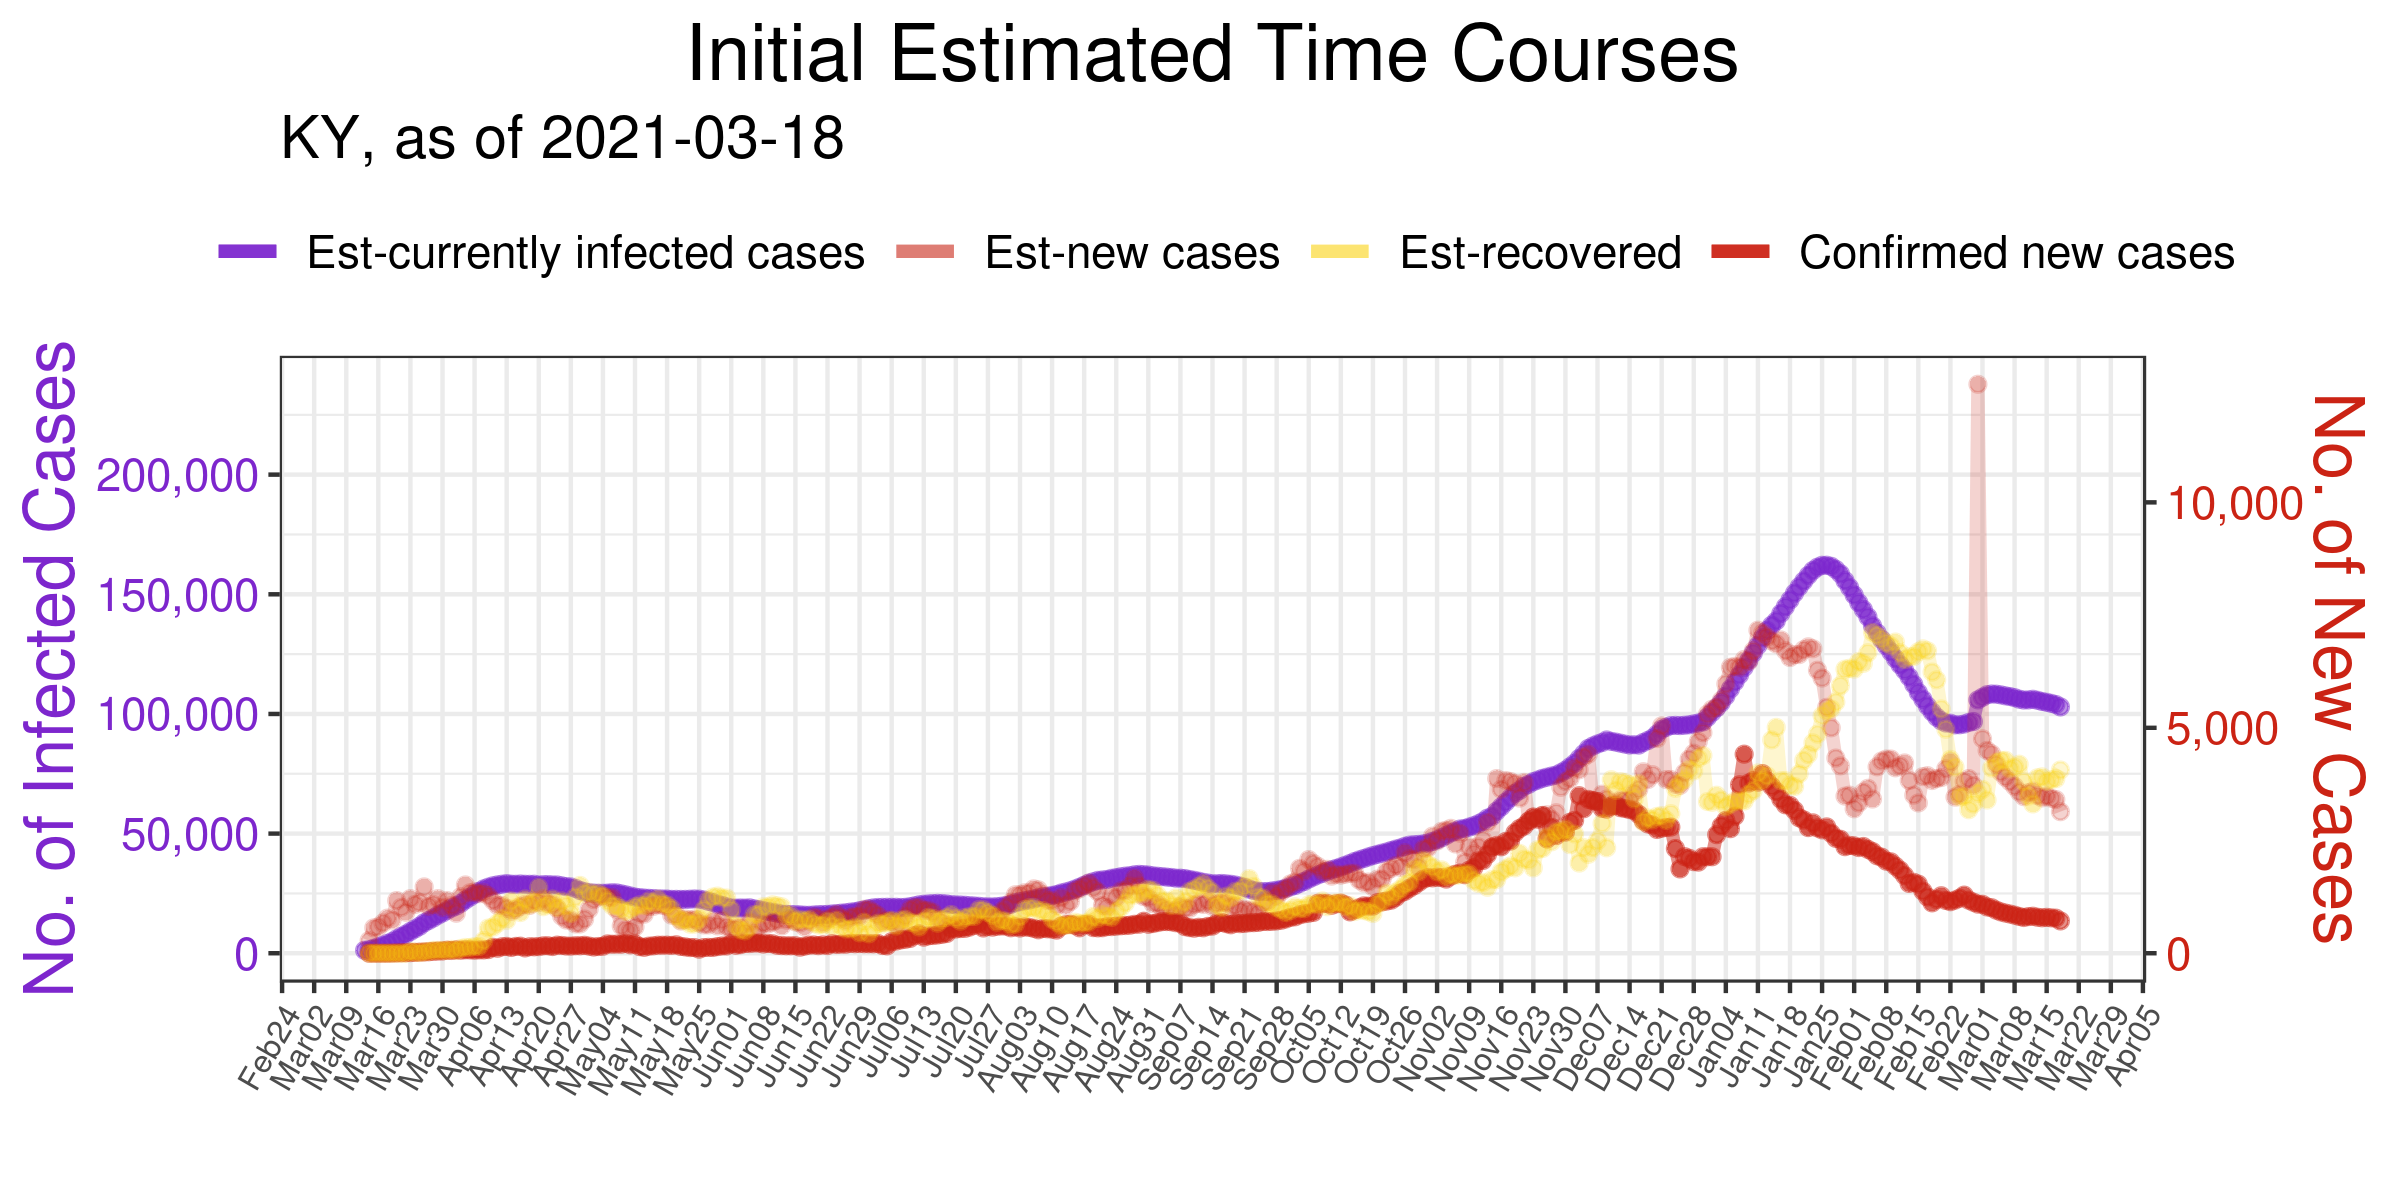 Initial Estimated Time Courses
KY, as of 2021-03-18
Est-currently infected cases Est-new cases Est-recovered Confirmed new cases
No. of Infected Cases
200,000
150,000
100,000
50,000
0
10,000
5,000
0
No. of New Cases
Feb24 Mar02 Mar09 Mar16 Mar23 Mar30 Apr06 Apr13 Apr20 Apr27 May04 May11 May18 May25 Jun01 Jun08 Jun15 Jun22 Jun29 Jul06 Jul13 Jul20 Jul27 Aug03 Aug10 Aug17 Aug24 Aug31 Sep07 Sep14 Sep21 Sep28 Oct05 Oct12 Oct19 Oct26 Nov02 Nov09 Nov16 Nov23 Nov30 Dec07 Dec14 Dec21 Dec28 Jan04 Jan11 Jan18 Jan25 Feb01 Feb08 Feb15 Feb22 Mar01 Mar08 Mar15 Mar22 Mar29 Apr05